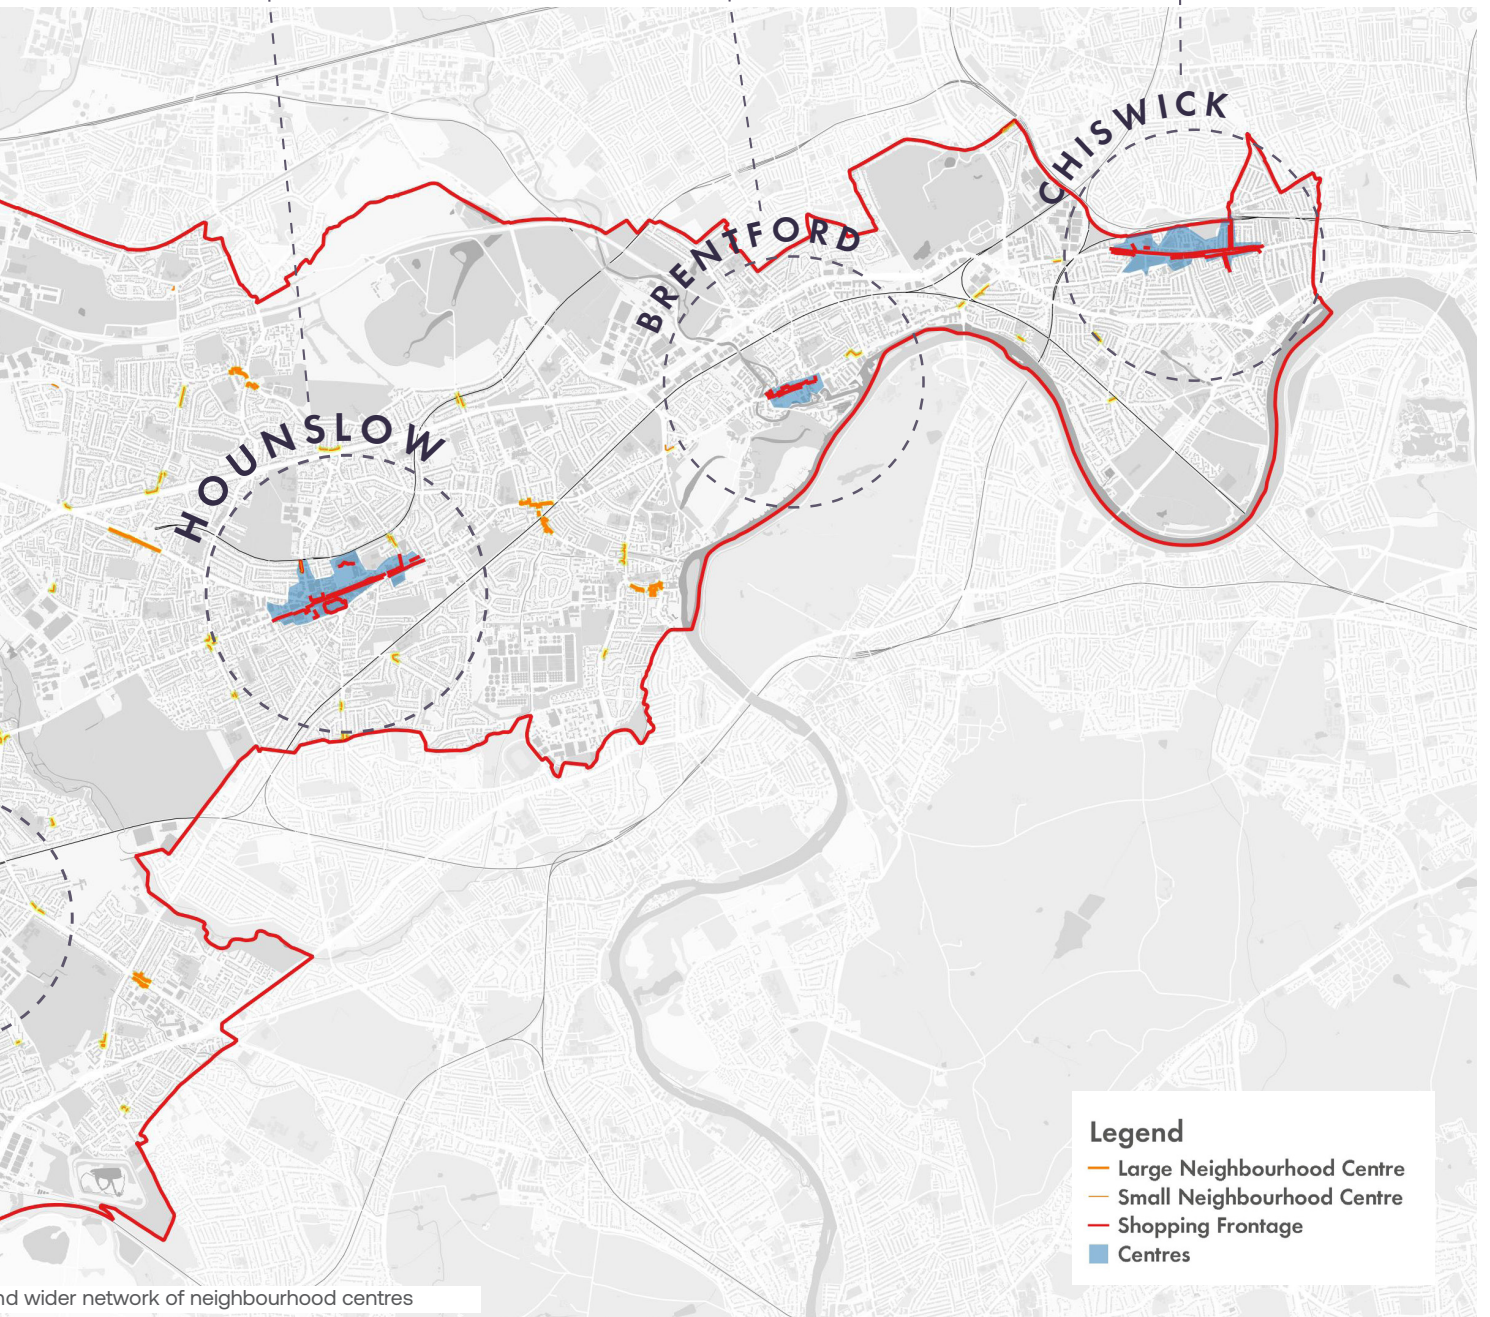 CHISWICK
BRENTFORD
HOUNSLOW
Legend
Large Neighbourhood Centre
Small Neighbourhood Centre
Shopping Frontage
Centres
nd wider network of neighbourhood centres